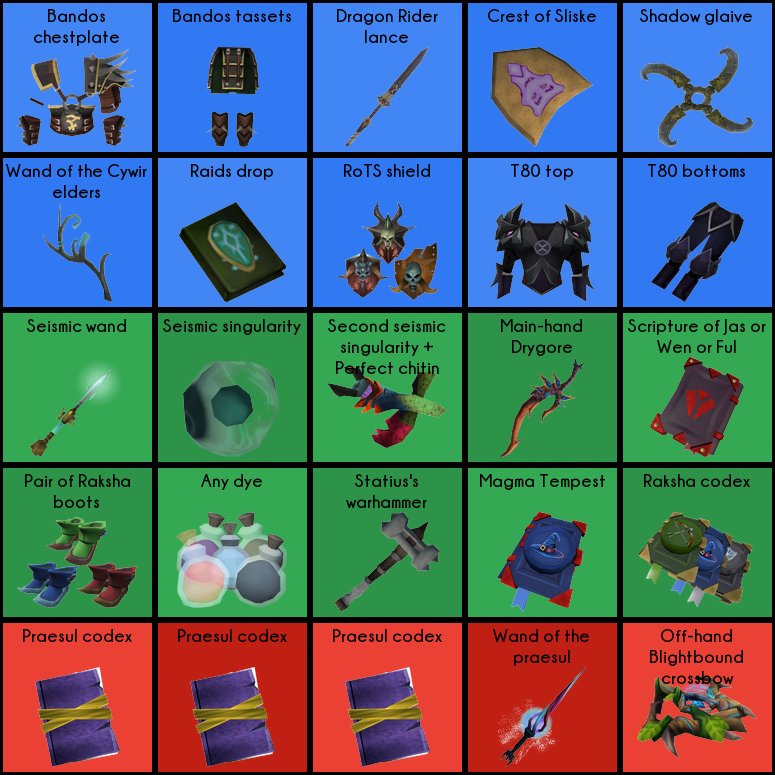 Bandos
chestplate
Bandos tassets
Dragon Rider
lance
Crest of Sliske
Shadow glaive
Wand of the Cywir
elders
Raids drop
RoTS shield
T80 top
T80 bottoms
Seismic wand
Seismic singularity
Second seismic
singularity +
Perfect chitin
Main-hand
Drygore
Scripture of Jas or
Wen or Ful
Pair of Raksha
boots
Any dye
Statius's
warhammer
Magma Tempest
Raksha codex
Praesul codex
Praesul codex
Praesul codex
Wand of the
praesul
Off-hand
Blightbound
crossbow